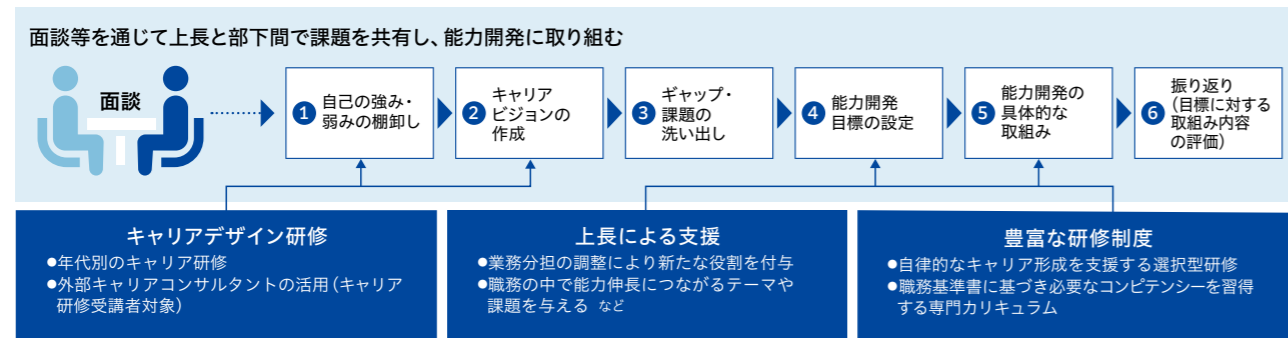 面談等を通じて上長と部下間で課題を共有し、能力開発に取り組む
面談
1 自己の強み・
弱みの棚卸し
2 キャリア
ビジョンの
作成
3 ギャップ・
課題の
洗い出し
4 能力開発
目標の設定
5 能力開発の
具体的な
取組み
6 振り返り
（目標に対する
取組み内容
の評価）
キャリアデザイン研修
●年代別のキャリア研修
●外部キャリアコンサルタントの活用（キャリア
研修受講者対象）
上長による支援
●業務分担の調整により新たな役割を付与
●職務の中で能力伸長につながるテーマや
課題を与える など
豊富な研修制度
●自律的なキャリア形成を支援する選択型研修
●職務基準書に基づき必要なコンピテンシーを習得
する専門カリキュラム